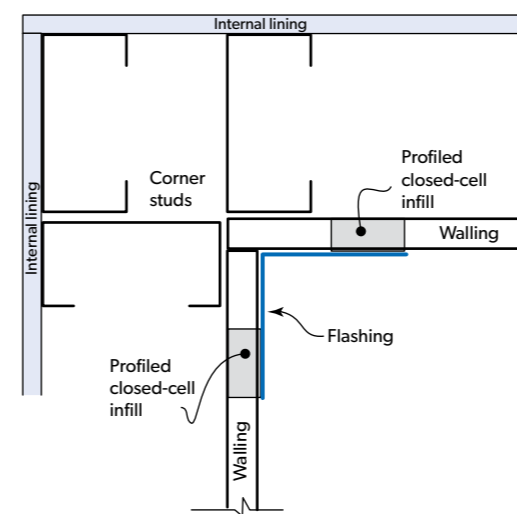 Internal lining
Internal lining
Corner
studs
Profiled
closed-cell
infill
Walling
Flashing
Profiled
closed-cell
infill
Walling